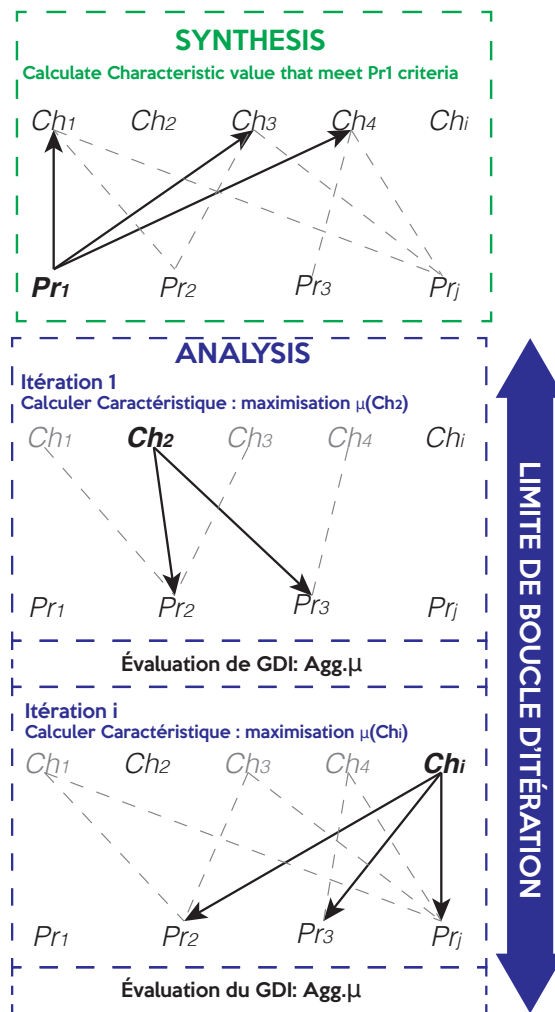 SYNTHESIS
Calculate Characteristic value that meet Pr1 criteria
Ch1 Ch2 Ch3 Ch4 Chi
Pr1 Pr2 Pr3 Prj
ANALYSIS
Itération 1
Calculer Caractéristique : maximisation μ(Ch2)
Ch1 Ch2 Ch3 Ch4 Chi
Pr1 Pr2 Pr3 Prj
Évaluation de GDI: Agg.μ
Itération i
Calculer Caractéristique : maximisation μ(Chi)
Ch1 Ch2 Ch3 Ch4 Chi
Pr1 Pr2 Pr3 Prj
Évaluation du GDI: Agg.μ
LIMITE DE BOUCLE D'ITÉRATION